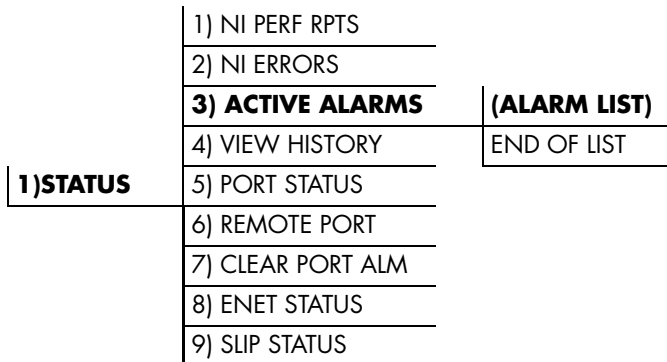 1) NI PERF RPTS
2) NI ERRORS
3) ACTIVE ALARMS (ALARM LIST)
4) VIEW HISTORY END OF LIST
1)STATUS 5) PORT STATUS
6) REMOTE PORT
7) CLEAR PORT ALM
8) ENET STATUS
9) SLIP STATUS